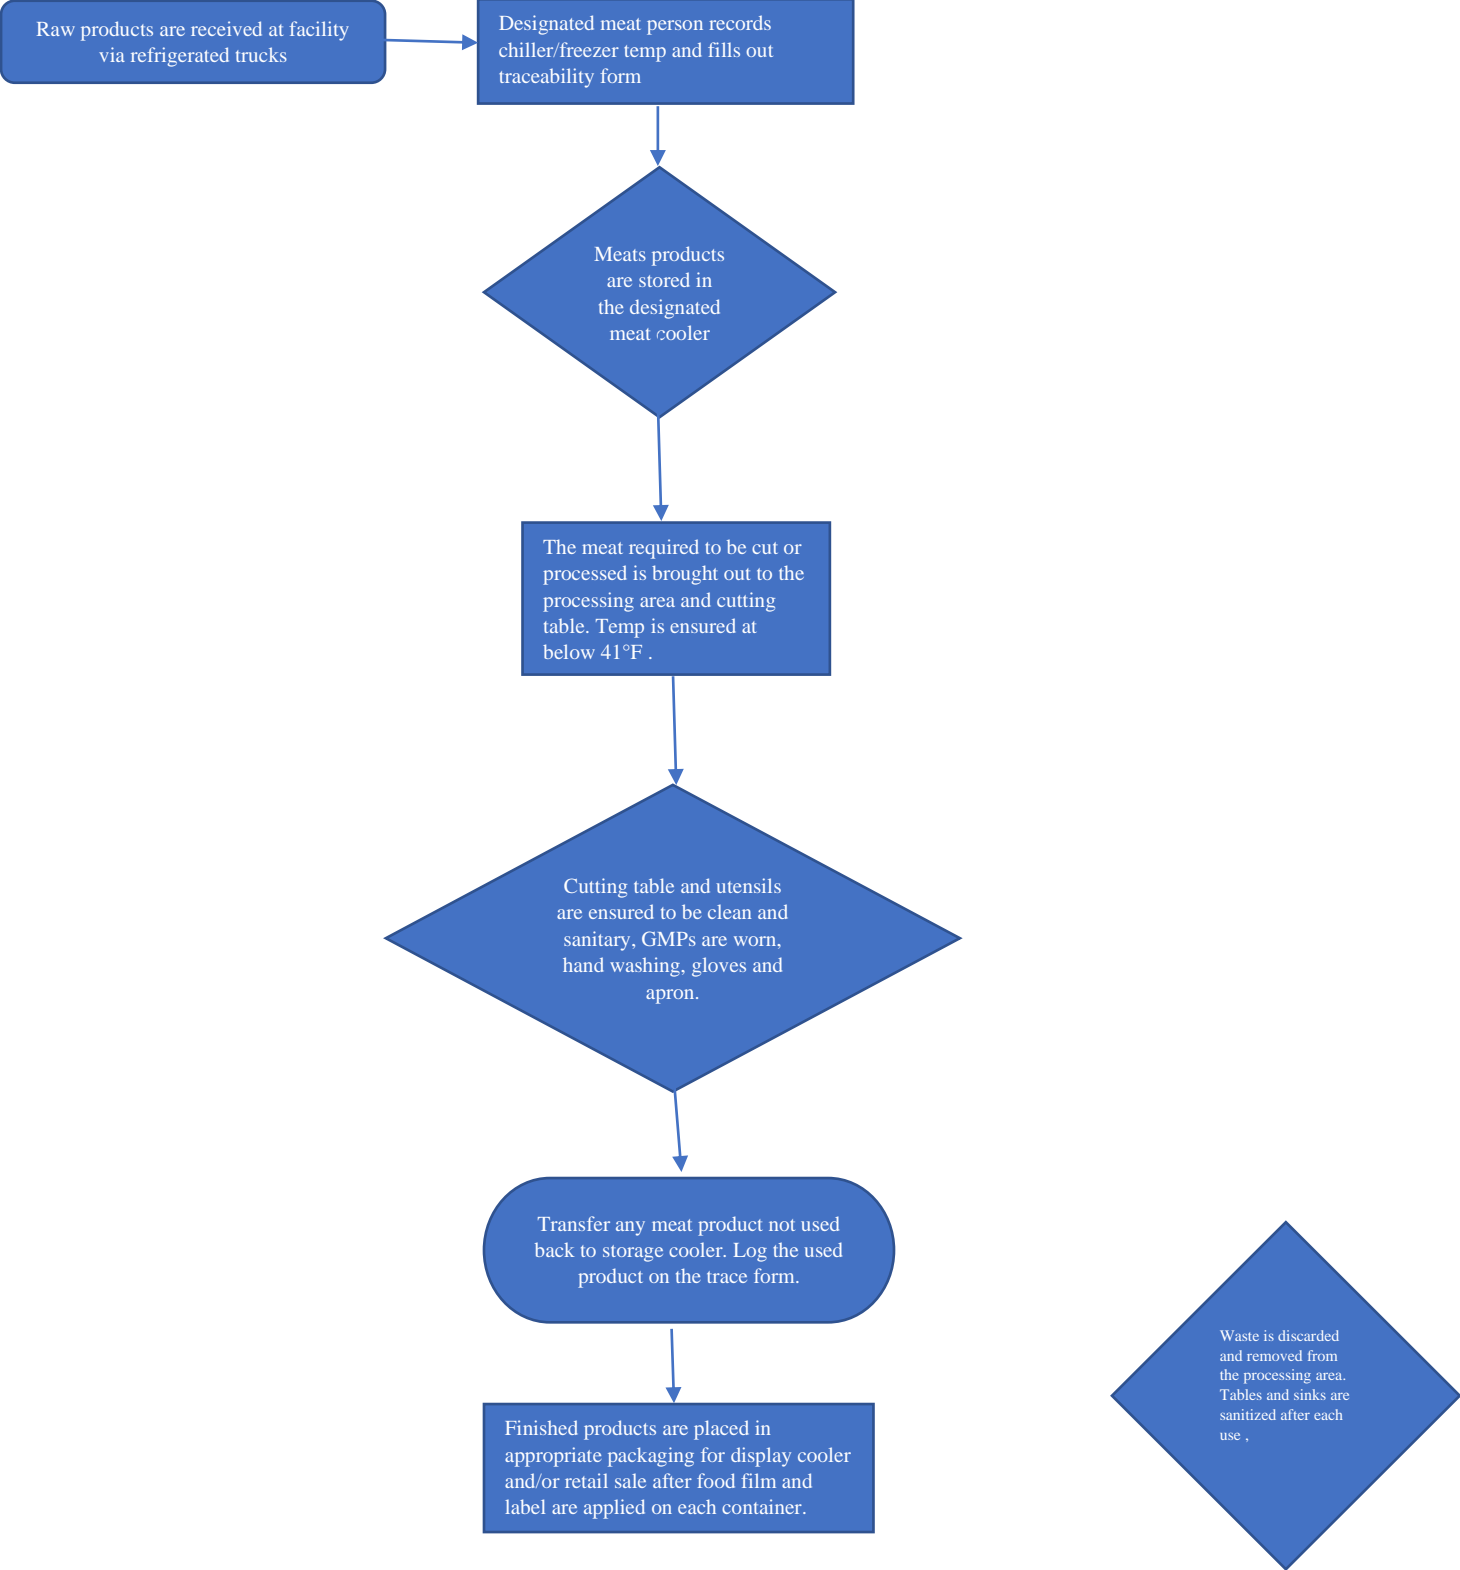 Raw products are received at facility
via refrigerated trucks
Designated meat person records
chiller/freezer temp and fills out
traceability form
Meats products
are stored in
the designated
meat cooler
The meat required to be cut or
processed is brought out to the
processing area and cutting
table. Temp is ensured at
below 41°F .
Cutting table and utensils
are ensured to be clean and
sanitary, GMPs are worn,
hand washing, gloves and
apron.
Transfer any meat product not used
back to storage cooler. Log the used
product on the trace form.
Finished products are placed in
appropriate packaging for display cooler
and/or retail sale after food film and
label are applied on each container.
Waste is discarded
and removed from
the processing area.
Tables and sinks are
sanitized after each
use ,